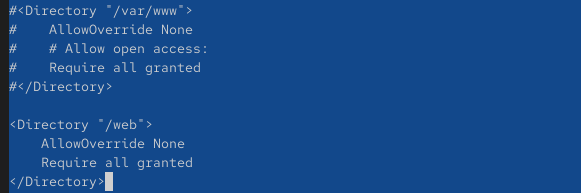 #<Directory "/var/www">
#    AllowOverride None
#    # Allow open access:
#    Require all granted
#</Directory>

<Directory "/web">
    AllowOverride None
    Require all granted
</Directory>